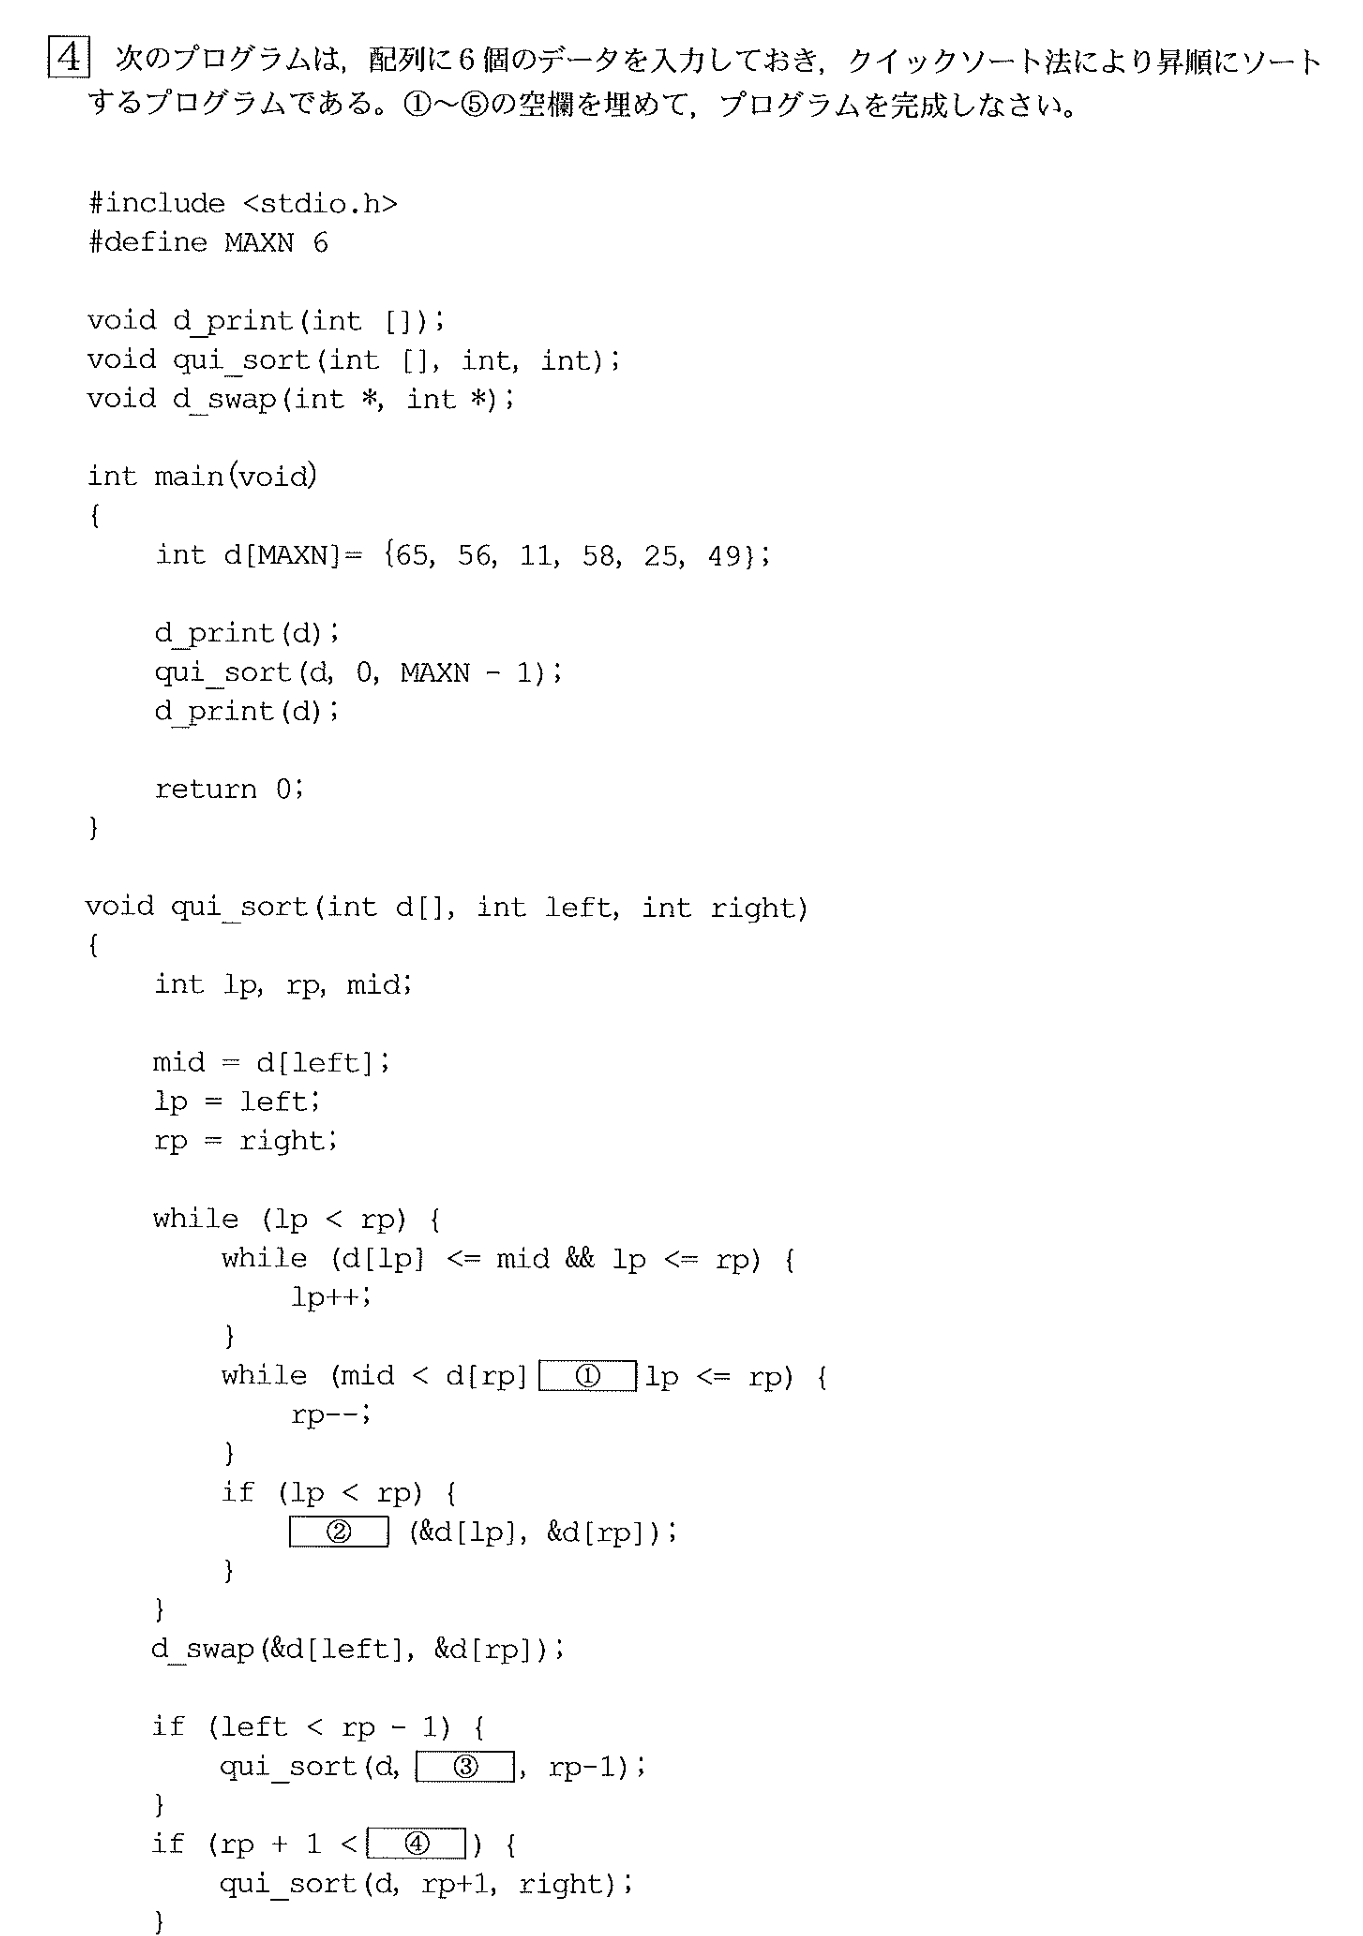 4 次のプログラムは，配列に6個のデータを入力しておき，クイックソート法により昇順にソート
するプログラムである。①～⑤の空欄を埋めて，プログラムを完成しなさい。
#include <stdio.h>
#define MAXN 6
void d_print(int []);
void qui_sort(int [], int, int);
void d_swap(int *, int *);
int main(void)
{
int d[MAXN]= {65, 56, 11, 58, 25, 49};
d_print(d);
qui_sort(d, 0, MAXN - 1);
d_print(d);
return 0;
}
void qui_sort(int d[], int left, int right)
{
int lp, rp, mid;
mid = d[left];
lp = left;
rp = right;
while (lp < rp) {
while (d[lp] <= mid && lp <= rp) {
lp++;
}
while (mid < d[rp] ① lp <= rp) {
rp--;
}
if (lp < rp) {
② (&d[lp], &d[rp]);
}
}
d_swap(&d[left], &d[rp]);
if (left < rp - 1) {
qui_sort(d, ③, rp-1);
}
if (rp + 1 < ④) {
qui_sort(d, rp+1, right);
}